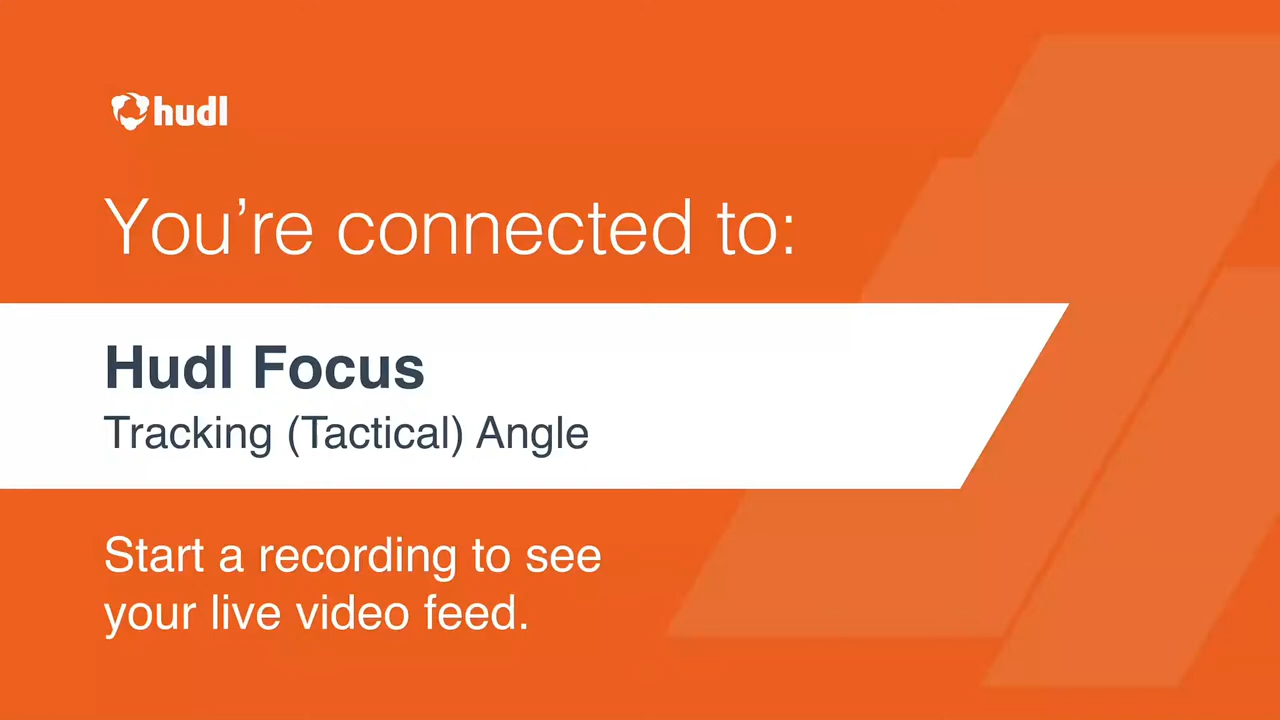 hudl
You’re connected to:
Hudl Focus
Tracking (Tactical) Angle
Start a recording to see
your live video feed.